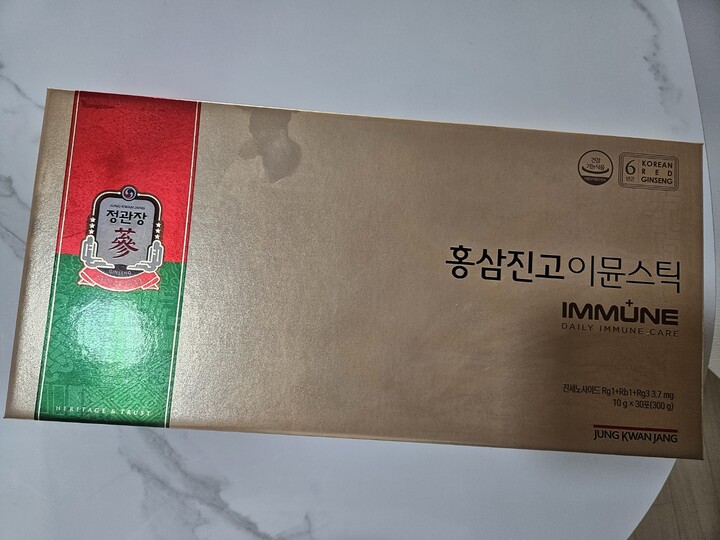 JUNG KWAN JANG
정관장
蔘
GINSENG
HERITAGE & TRUST
건강
기능식품
6
년근
KOREAN
RED
GINSENG
홍삼진고이뮨스틱
IMMUNE
DAILY IMMUNE CARE
진세노사이드 Rg1+Rb1+Rg3 3.7 mg
10 g × 30포(300 g)
JUNG KWAN JANG